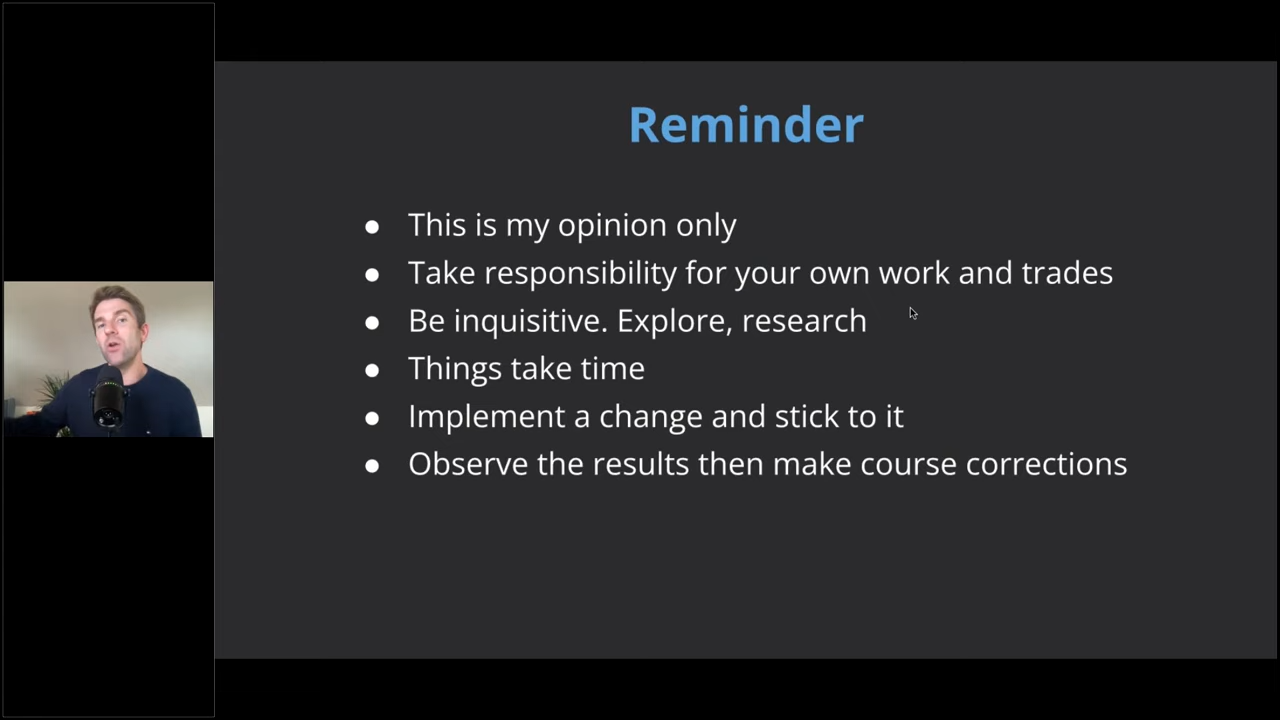 Reminder
● This is my opinion only
● Take responsibility for your own work and trades
● Be inquisitive. Explore, research
● Things take time
● Implement a change and stick to it
● Observe the results then make course corrections